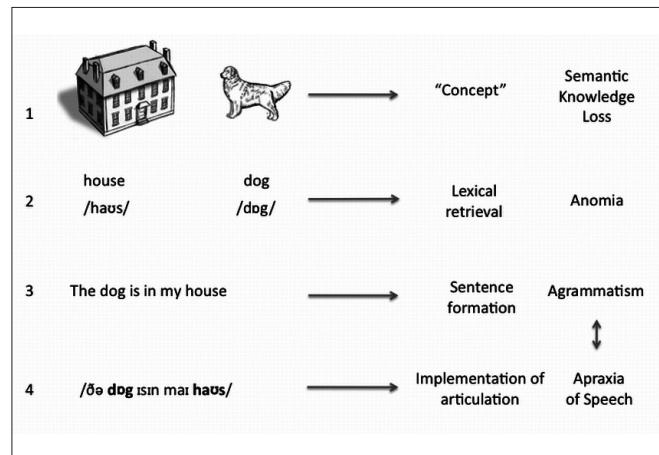 1 “Concept” Semantic
Knowledge
Loss
house dog
2 /haʊs/ /dɒg/ Lexical
retrieval Anomia
3 The dog is in my house Sentence
formation Agrammatism
4 /ðə dɒg ɪsɪn maɪ haʊs/ Implementation of
articulation Apraxia
of Speech